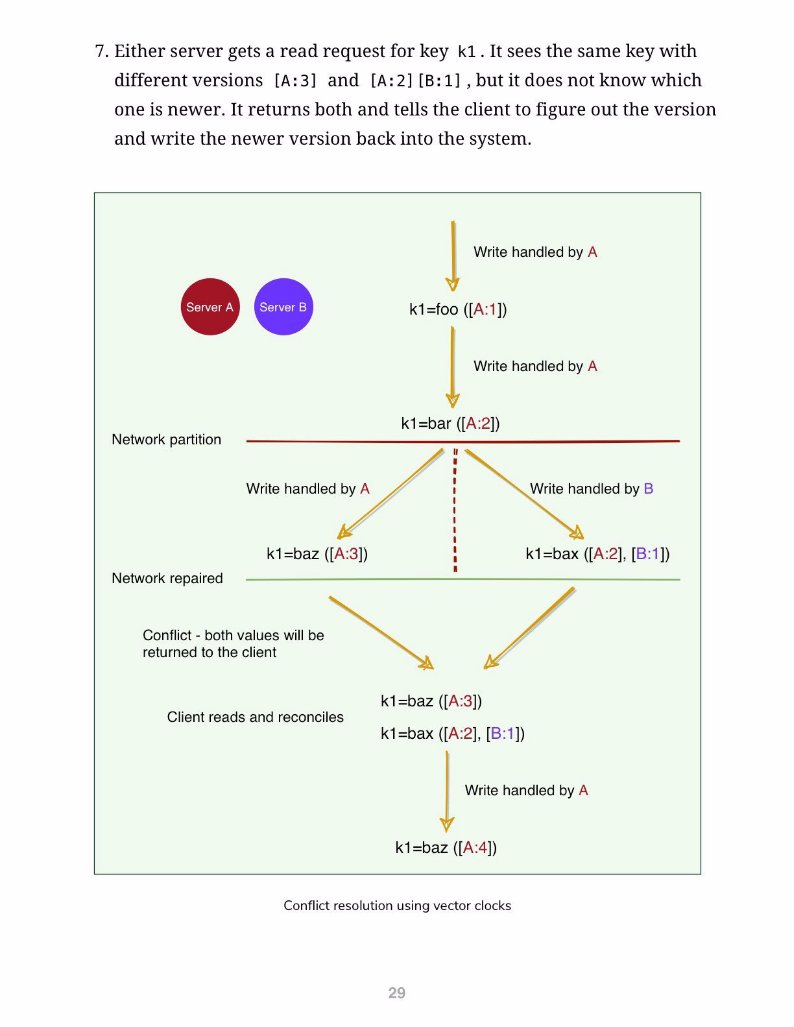 7. Either server gets a read request for key k1. It sees the same key with
different versions [A:3] and [A:2][B:1], but it does not know which
one is newer. It returns both and tells the client to figure out the version
and write the newer version back into the system.
Write handled by A
Server A
Server B
k1=foo ([A:1])
Write handled by A
k1=bar ([A:2])
Network partition
Write handled by A
Write handled by B
k1=baz ([A:3])
k1=bax ([A:2], [B:1])
Network repaired
Conflict - both values will be
returned to the client
k1=baz ([A:3])
Client reads and reconciles
k1=bax ([A:2], [B:1])
Write handled by A
k1=baz ([A:4])
Conflict resolution using vector clocks
29